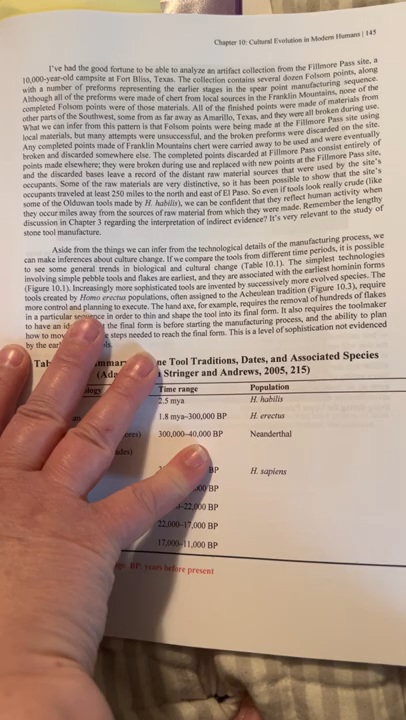 Chapter 10: Cultural Evolution in Modern Humans | 145
I've had the good fortune to be able to analyze an artifact collection from the Fillmore Pass site, a
10,000-year-old campsite at Fort Bliss, Texas. The collection contains several dozen Folsom points, along
with a number of preforms representing the earlier stages in the spear point manufacturing sequence.
Although all of the preforms were made of chert from local sources in the Franklin Mountains, none of the
completed Folsom points were of those materials. All of the finished points were made of materials from
other parts of the Southwest, some from as far away as Amarillo, Texas, and they were all broken during use.
What we can infer from this pattern is that Folsom points were being made at the Fillmore Pass site using
local materials, but many attempts were unsuccessful, and the broken preforms were discarded on the site.
Any completed points made of Franklin Mountains chert were carried away to be used and were eventually
broken and discarded somewhere else. The completed points discarded at Fillmore Pass consist entirely of
points made elsewhere; they were broken during use and replaced with new points at the Fillmore Pass site,
and the discarded bases leave a record of the distant raw material sources that were used by the site's
occupants. Some of the raw materials are very distinctive, so it has been possible to show that the site's
occupants traveled at least 250 miles to the north and east of El Paso. So even if tools look really crude (like
some of the Olduwan tools made by H. habilis), we can be confident that they reflect human activity when
they occur miles away from the sources of raw material from which they were made. Remember the lengthy
discussion in Chapter 3 regarding the interpretation of indirect evidence? It's very relevant to the study of
stone tool manufacture.
Aside from the things we can infer from the technological details of the manufacturing process, we
can make inferences about culture change. If we compare the tools from different time periods, it is possible
to see some general trends in biological and cultural change (Table 10.1). The simplest technologies
involving simple pebble tools and flakes are earliest, and they are associated with the earliest hominin forms
(Figure 10.1). Increasingly more sophisticated tools are invented by successively more evolved species. The
tools created by Homo erectus populations, often assigned to the Acheulian tradition (Figure 10.3), require
more control and planning to execute. The hand axe, for example, requires the removal of hundreds of flakes
in a particular sequence in order to thin and shape the tool into its final form. It also requires the toolmaker
to have an the final form is before starting the manufacturing process, and the ability to plan
how to steps needed to reach the final form. This is a level of sophistication not evidenced
by the
Tool Traditions, Dates, and Associated Species
Stringer and Andrews, 2005, 215)
Time range Population
2.5 mya H. habilis
1.8 mya–300,000 BP H. erectus
300,000–40,000 BP Neanderthal
BP H. sapiens
BP
22,000 BP
22,000–17,000 BP
17,000–11,000 BP
BP: years before present